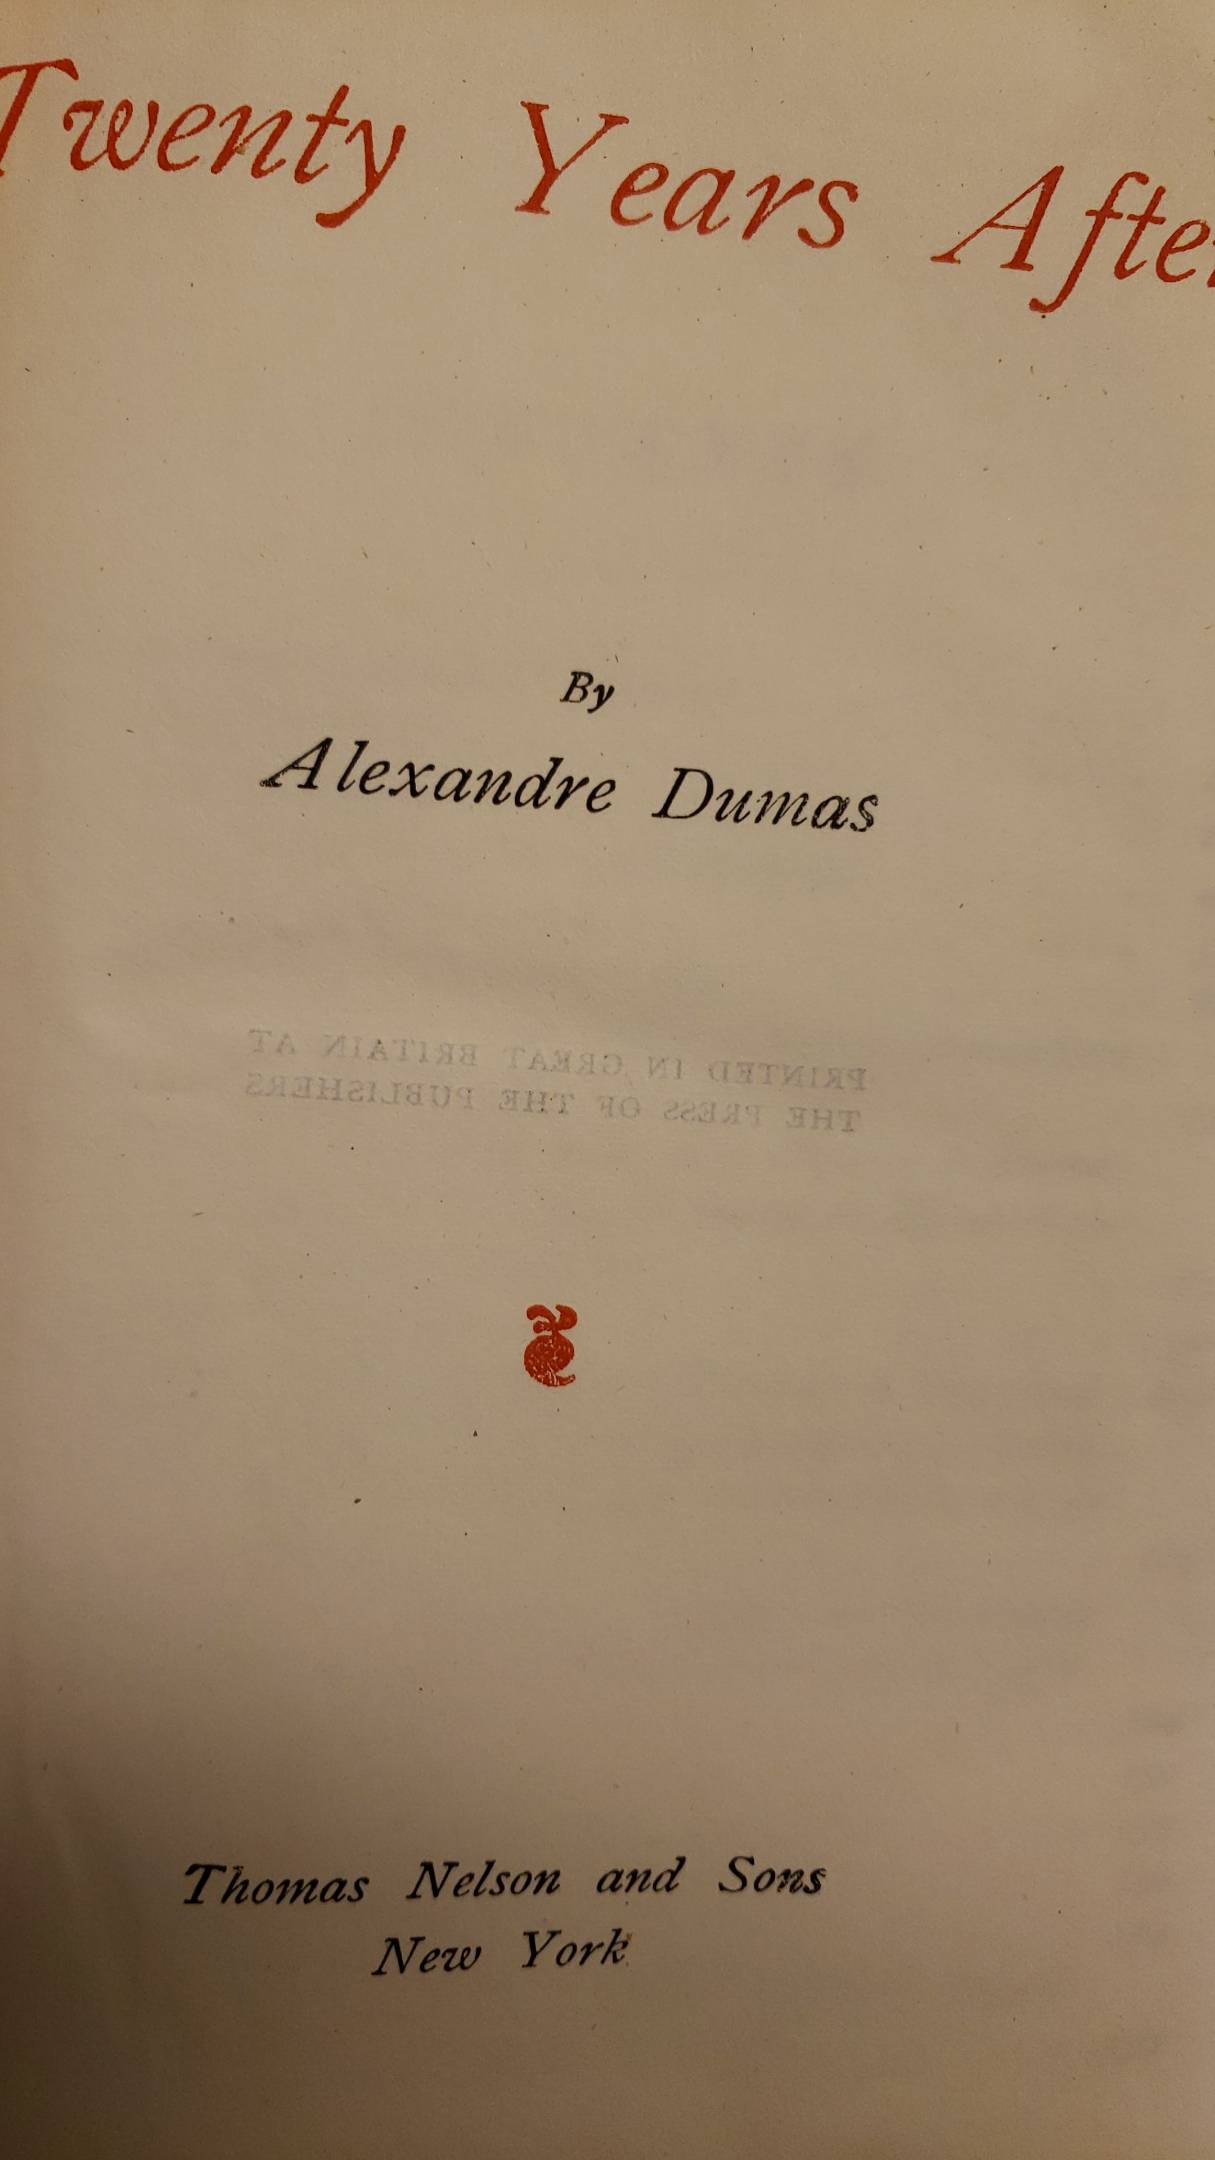 Twenty Years Afte
By
Alexandre Dumas
PRINTED IN GREAT BRITAIN AT
THE PRESS OF THE PUBLISHERS
Thomas Nelson and Sons
New York